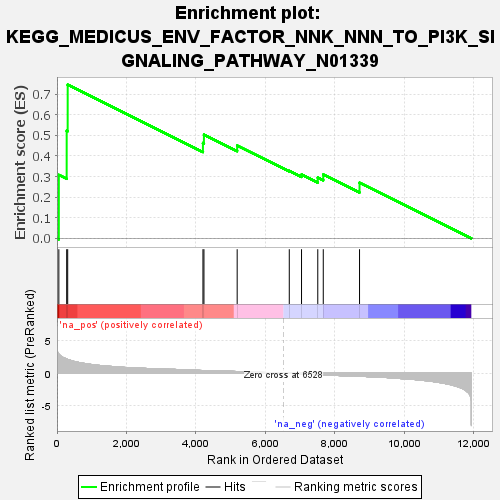 Enrichment plot:
KEGG_MEDICUS_ENV_FACTOR_NNK_NNN_TO_PI3K_SI
GNALING_PATHWAY_N01339
Enrichment score (ES)
0.7
0.6
0.5
0.4
0.3
0.2
0.1
0.0
'na_pos' (positively correlated)
Ranked list metric (PreRanked)
5
0
-5
Zero cross at 6528
'na_neg' (negatively correlated)
0
2,000
4,000
6,000
8,000
10,000
12,000
Rank in Ordered Dataset
Enrichment profile
Hits
Ranking metric scores